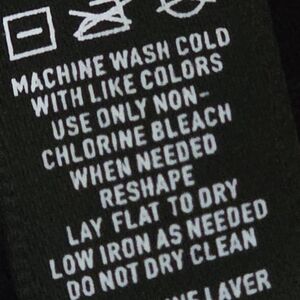 MACHINE WASH COLD
WITH LIKE COLORS
USE ONLY NON-
CHLORINE BLEACH
WHEN NEEDED
RESHAPE
LAY FLAT TO DRY
LOW IRON AS NEEDED
DO NOT DRY CLEAN
LAYER